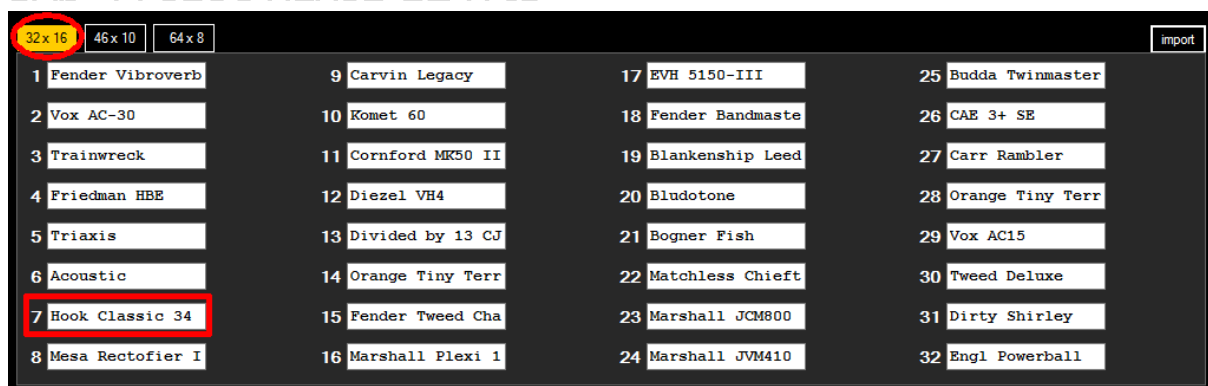 32 x 16 46 x 10 64 x 8 import
1 Fender Vibroverb 9 Carvin Legacy 17 EVH 5150-III 25 Budda Twinmaster
2 Vox AC-30 10 Komet 60 18 Fender Bandmaste 26 CAE 3+ SE
3 Trainwreck 11 Cornford MK50 II 19 Blankenship Leed 27 Carr Rambler
4 Friedman HBE 12 Diezel VH4 20 Bludotone 28 Orange Tiny Terr
5 Triaxis 13 Divided by 13 CJ 21 Bogner Fish 29 Vox AC15
6 Acoustic 14 Orange Tiny Terr 22 Matchless Chieft 30 Tweed Deluxe
7 Hook Classic 34 15 Fender Tweed Cha 23 Marshall JCM800 31 Dirty Shirley
8 Mesa Rectofier I 16 Marshall Plexi 1 24 Marshall JVM410 32 Engl Powerball